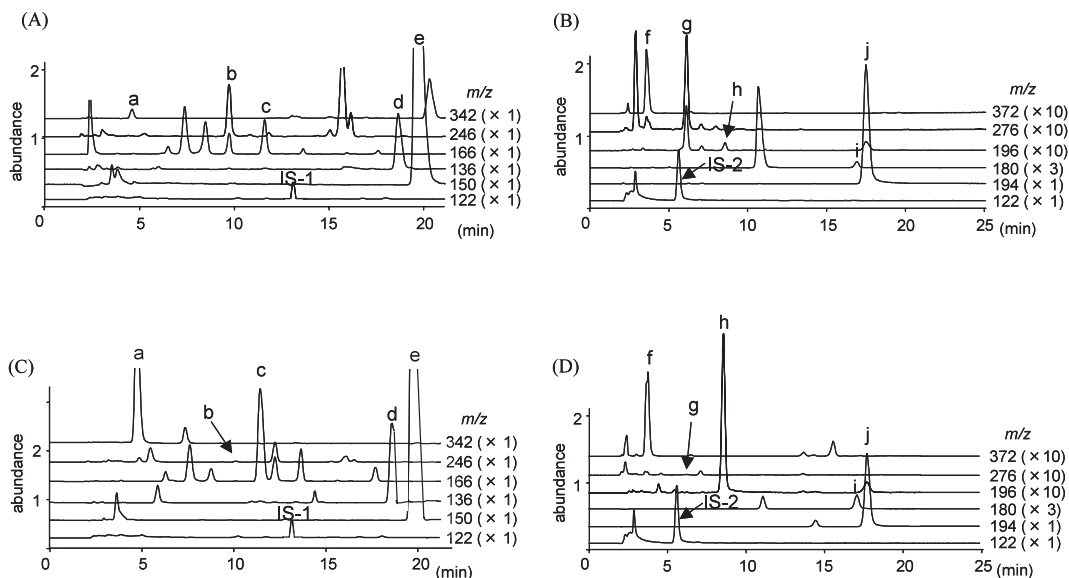 (A)
e
b
a
c
d
m/z
342 (× 1)
246 (× 1)
166 (× 1)
136 (× 1)
150 (× 1)
122 (× 1)
IS-1
abundance
2
1
0 5 10 15 20
(min)
(B)
f
g
h
j
i
m/z
372 (× 10)
276 (× 10)
196 (× 10)
180 (× 3)
194 (× 1)
122 (× 1)
IS-2
abundance
2
1
0 5 10 15 20 25
(min)
(C)
a
b
c
e
d
m/z
342 (× 1)
246 (× 1)
166 (× 1)
136 (× 1)
150 (× 1)
122 (× 1)
IS-1
abundance
2
1
0 5 10 15 20
(min)
(D)
f
g
h
j
i
m/z
372 (× 10)
276 (× 10)
196 (× 10)
180 (× 3)
194 (× 1)
122 (× 1)
IS-2
abundance
2
1
0 5 10 15 20 25
(min)